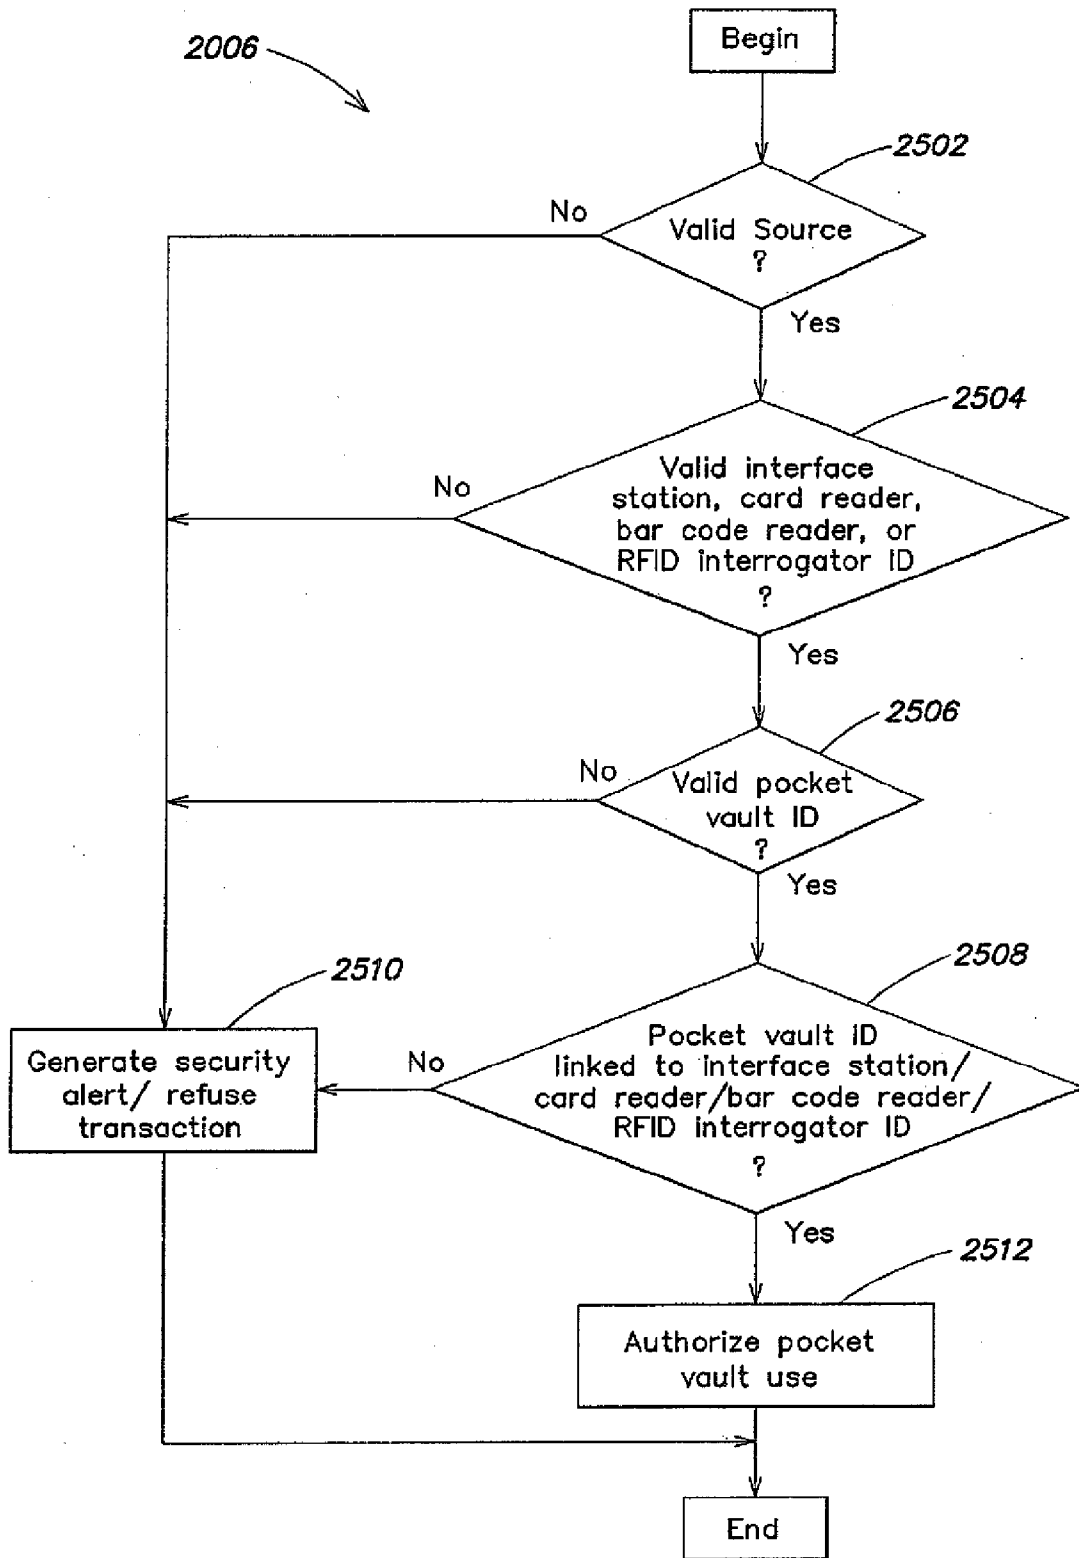 Begin
2006
2502
No
Valid Source
?
Yes
2504
No
Valid interface
station, card reader,
bar code reader, or
RFID interrogator ID
?
Yes
2506
No
Valid pocket
vault ID
?
Yes
2508
2510
Generate security
alert/ refuse
transaction
No
Pocket vault ID
linked to interface station/
card reader/bar code reader/
RFID interrogator ID
?
Yes
2512
Authorize pocket
vault use
End